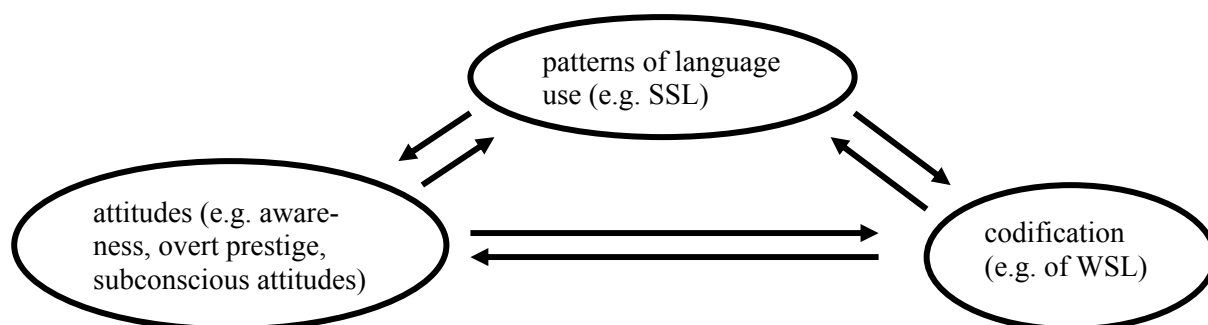 patterns of language
use (e.g. SSL)
attitudes (e.g. aware-
ness, overt prestige,
subconscious attitudes)
codification
(e.g. of WSL)